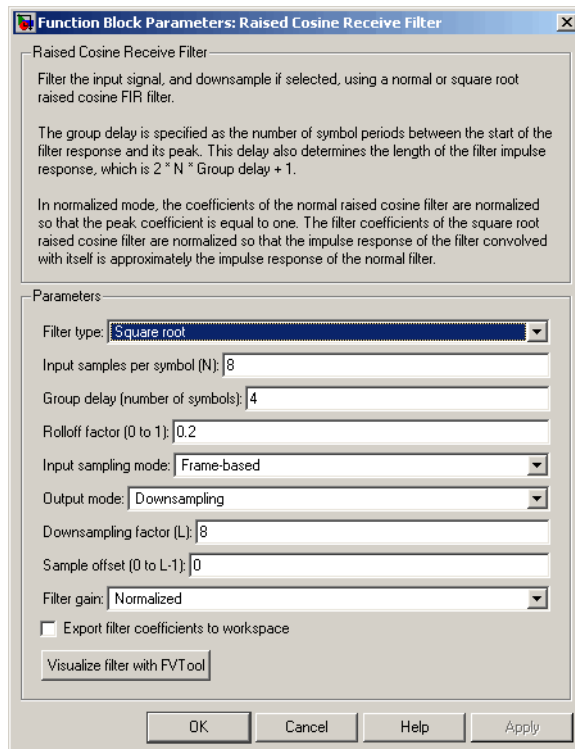 Function Block Parameters: Raised Cosine Receive Filter
Raised Cosine Receive Filter
Filter the input signal, and downsample if selected, using a normal or square root
raised cosine FIR filter.
The group delay is specified as the number of symbol periods between the start of the
filter response and its peak. This delay also determines the length of the filter impulse
response, which is 2 * N * Group delay + 1.
In normalized mode, the coefficients of the normal raised cosine filter are normalized
so that the peak coefficient is equal to one. The filter coefficients of the square root
raised cosine filter are normalized so that the impulse response of the filter convolved
with itself is approximately the impulse response of the normal filter.
Parameters
Filter type: Square root
Input samples per symbol (N): 8
Group delay (number of symbols): 4
Rolloff factor (0 to 1): 0.2
Input sampling mode: Frame-based
Output mode: Downsampling
Downsampling factor (L): 8
Sample offset (0 to L-1): 0
Filter gain: Normalized
Export filter coefficients to workspace
Visualize filter with FVTool
OK Cancel Help Apply